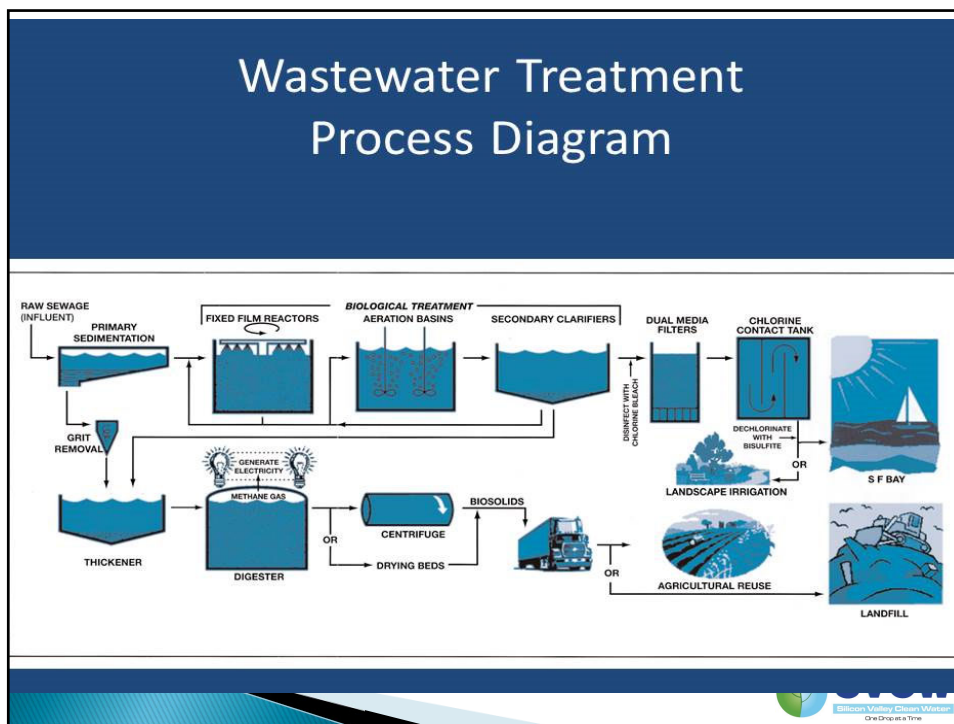 Wastewater Treatment
Process Diagram
RAW SEWAGE
(INFLUENT)
PRIMARY
SEDIMENTATION
BIOLOGICAL TREATMENT
FIXED FILM REACTORS
AERATION BASINS
SECONDARY CLARIFIERS
DISINFECT WITH
CHLORINE BLEACH
DUAL MEDIA
FILTERS
CHLORINE
CONTACT TANK
DECHLORINATE
WITH
BISULFITE
OR
S F BAY
LANDSCAPE IRRIGATION
GRIT
REMOVAL
THICKENER
GENERATE
ELECTRICITY
METHANE GAS
DIGESTER
OR
CENTRIFUGE
DRYING BEDS
BIOSOLIDS
OR
AGRICULTURAL REUSE
LANDFILL
Silicon Valley Clean Water
One Drop at a Time